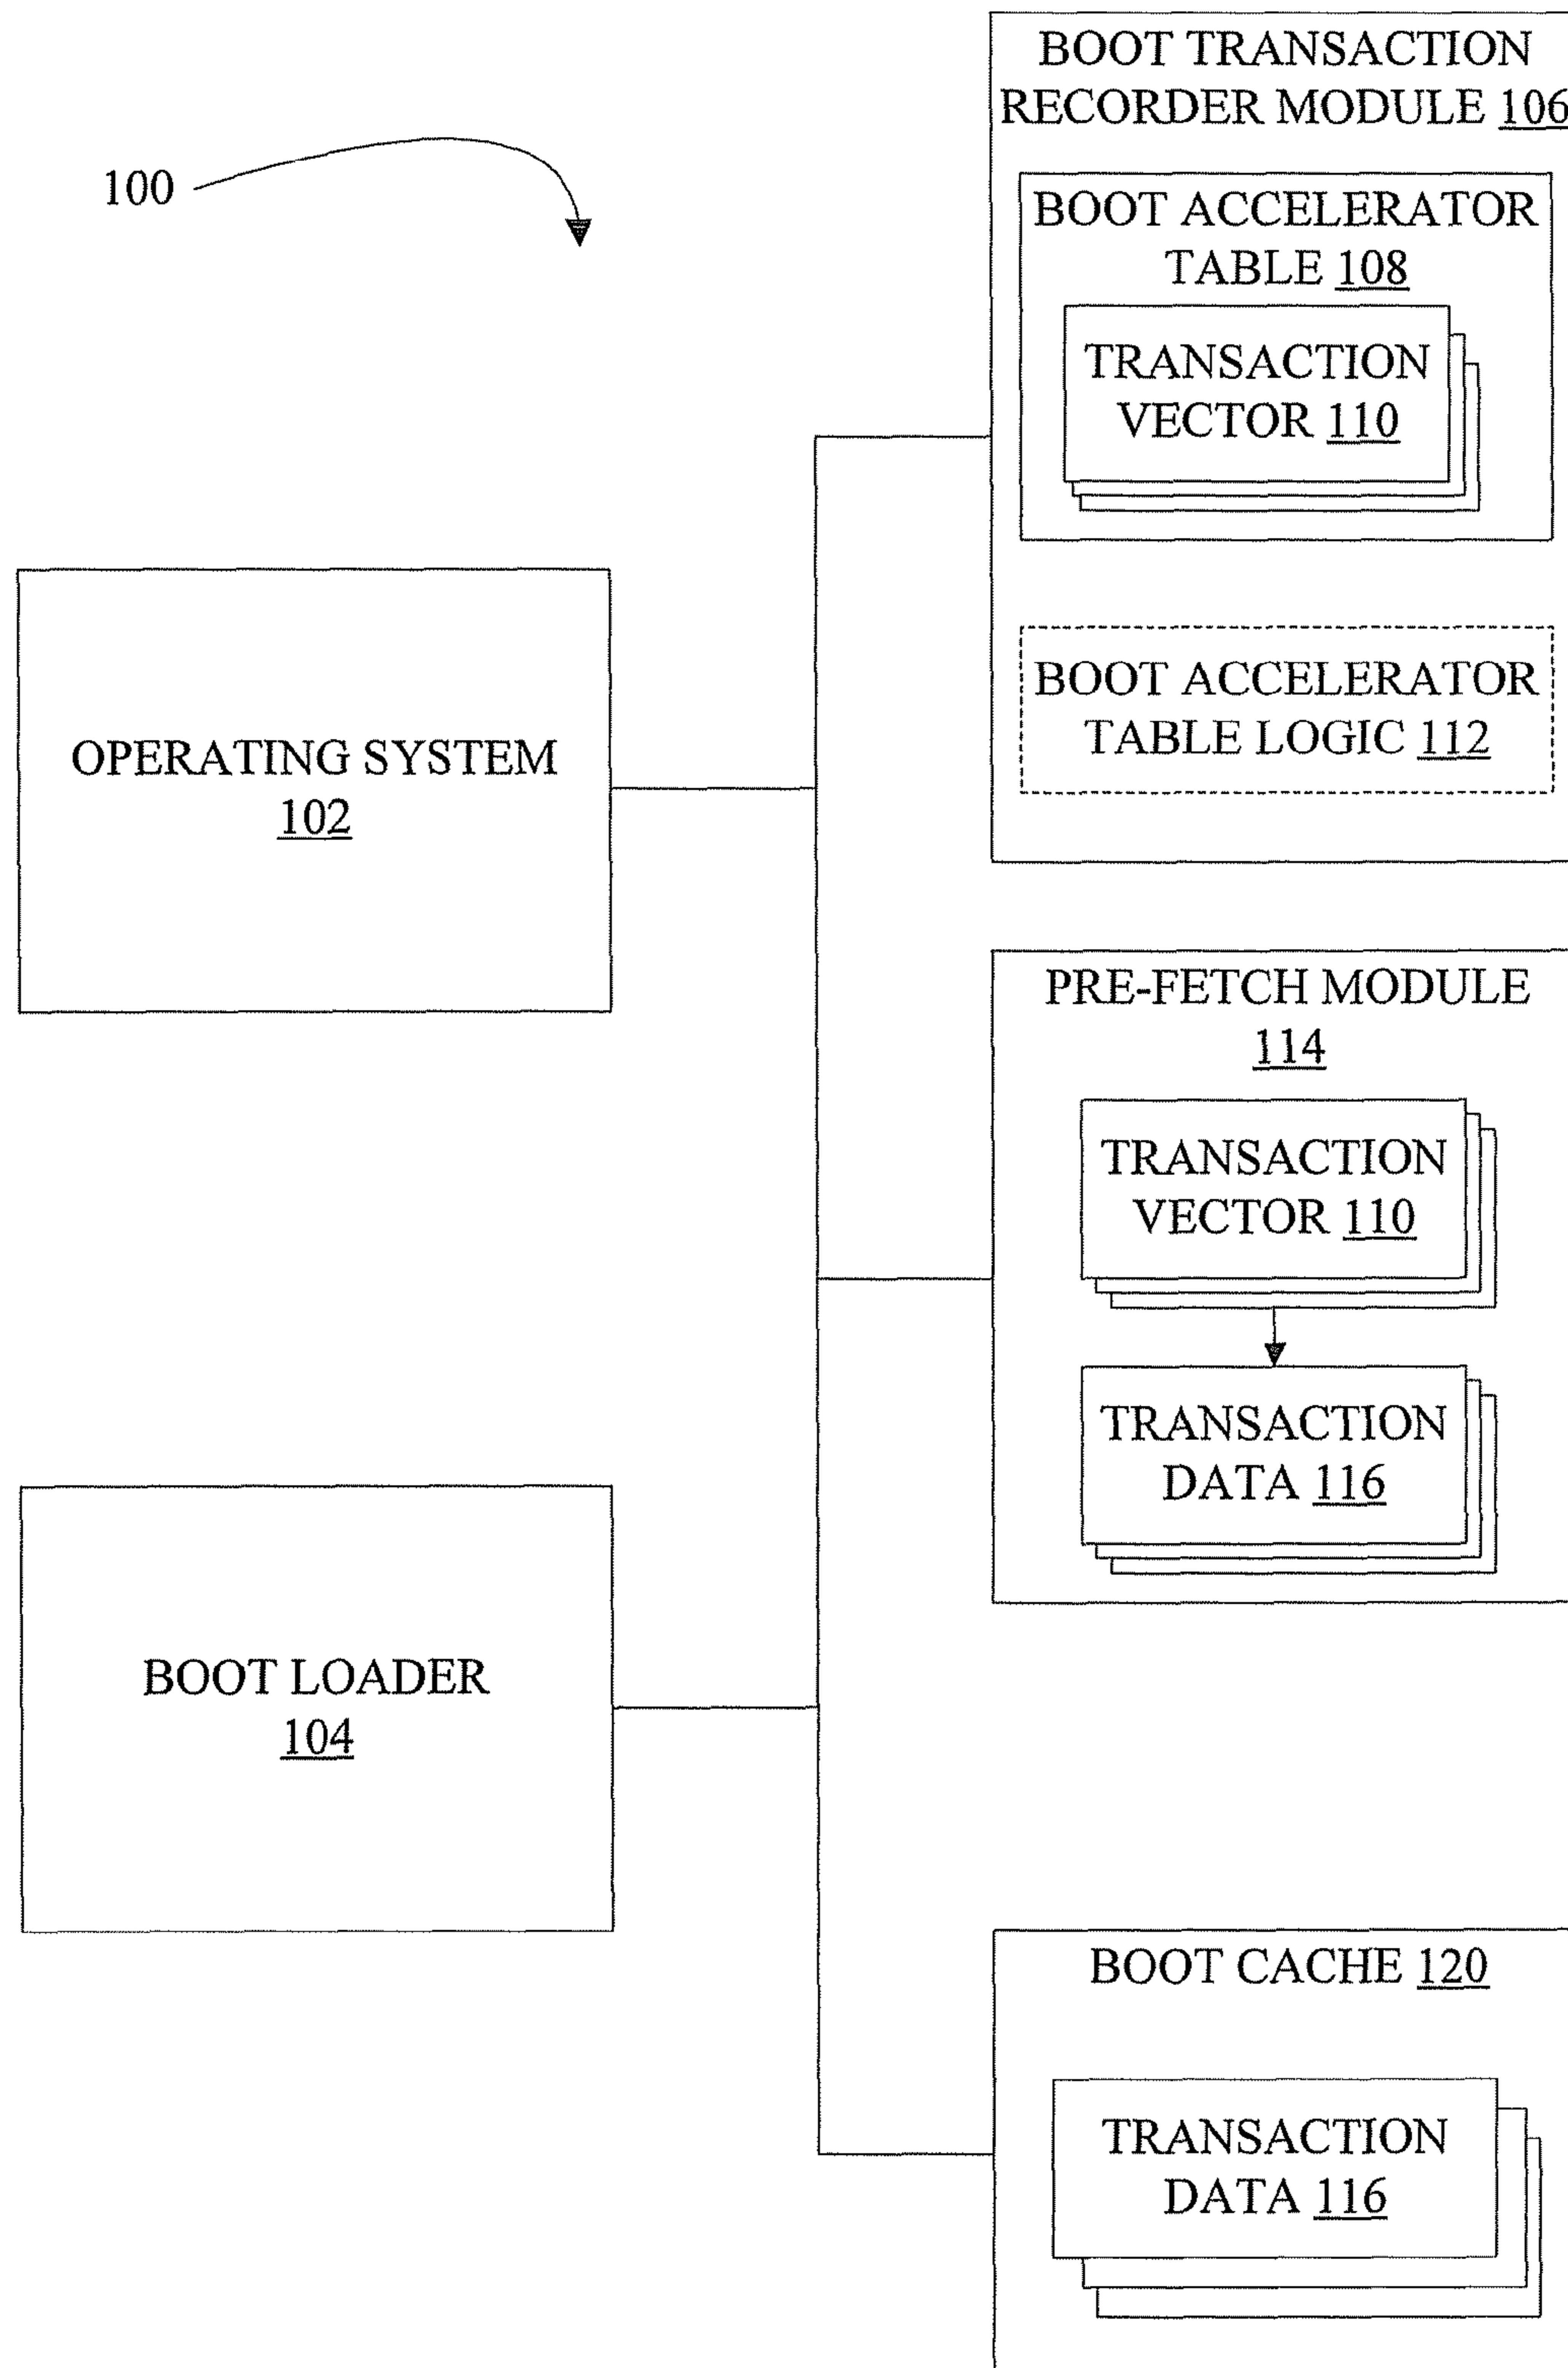 100
BOOT TRANSACTION
RECORDER MODULE 106
BOOT ACCELERATOR
TABLE 108
TRANSACTION
VECTOR 110
BOOT ACCELERATOR
TABLE LOGIC 112
OPERATING SYSTEM
102
PRE-FETCH MODULE
114
TRANSACTION
VECTOR 110
TRANSACTION
DATA 116
BOOT LOADER
104
BOOT CACHE 120
TRANSACTION
DATA 116